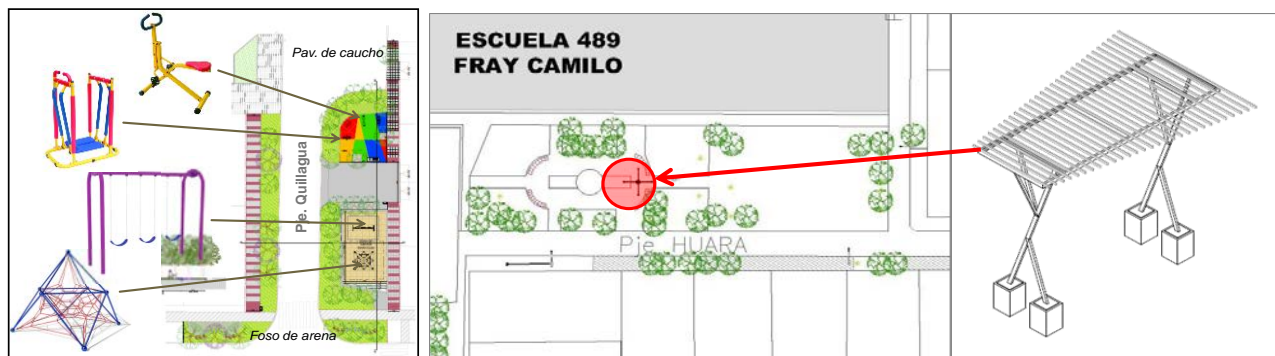 Pav. de caucho
Pje. Quillagua
Foso de arena
ESCUELA 489
FRAY CAMILO
Pje HUARA